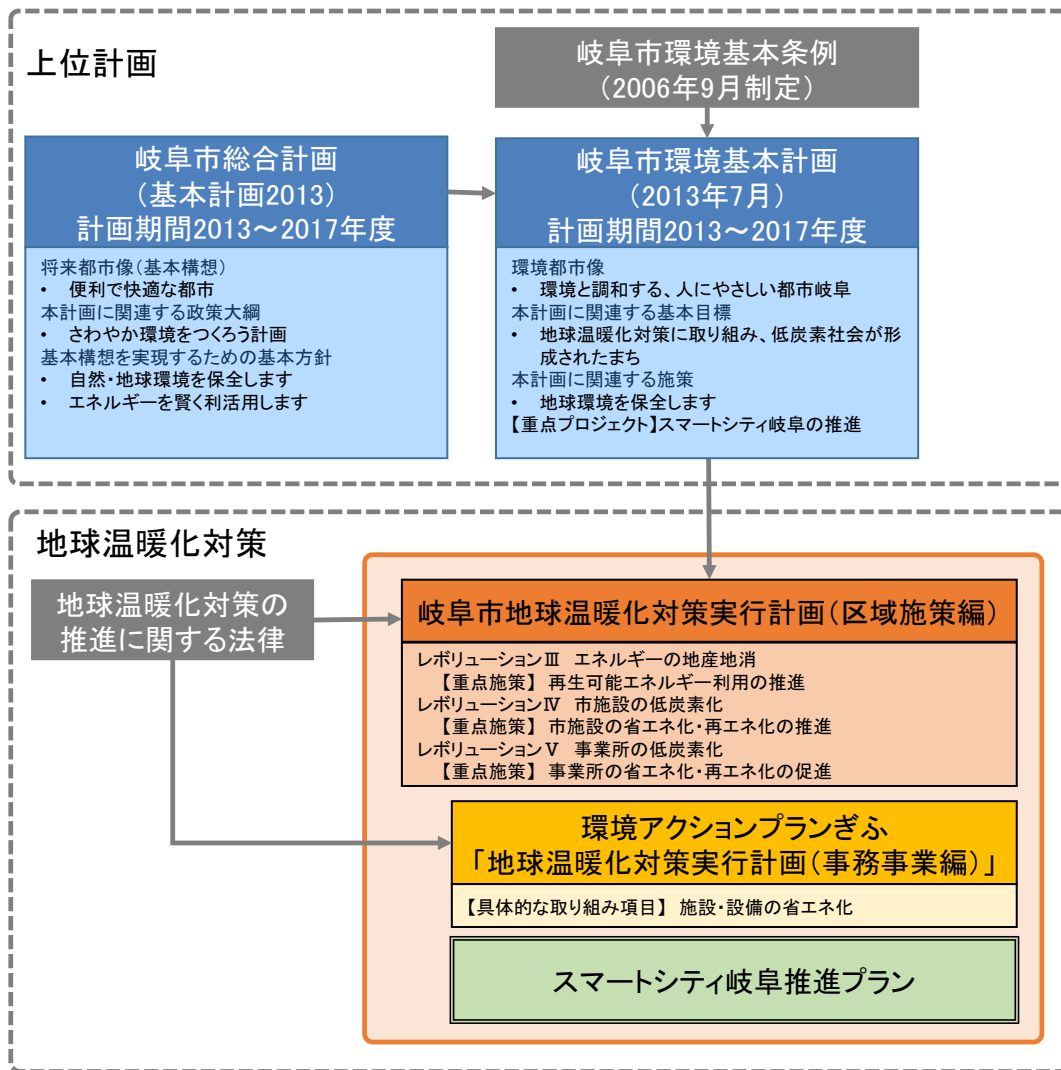 上位計画
岐阜市環境基本条例
（2006年9月制定）
岐阜市総合計画
（基本計画2013）
計画期間2013～2017年度
将来都市像（基本構想）
• 便利で快適な都市
本計画に関連する政策大綱
• さわやか環境をつくろう計画
基本構想を実現するための基本方針
• 自然・地球環境を保全します
• エネルギーを賢く利活用します
岐阜市環境基本計画
（2013年7月）
計画期間2013～2017年度
環境都市像
• 環境と調和する、人にやさしい都市岐阜
本計画に関連する基本目標
• 地球温暖化対策に取り組み、低炭素社会が形
成されたまち
本計画に関連する施策
• 地球環境を保全します
【重点プロジェクト】スマートシティ岐阜の推進
地球温暖化対策
地球温暖化対策の
推進に関する法律
岐阜市地球温暖化対策実行計画（区域施策編）
レボリューションⅢ エネルギーの地産地消
【重点施策】 再生可能エネルギー利用の推進
レボリューションⅣ 市施設の低炭素化
【重点施策】 市施設の省エネ化・再エネ化の推進
レボリューションⅤ 事業所の低炭素化
【重点施策】 事業所の省エネ化・再エネ化の促進
環境アクションプランぎふ
「地球温暖化対策実行計画（事務事業編）」
【具体的な取り組み項目】 施設・設備の省エネ化
スマートシティ岐阜推進プラン